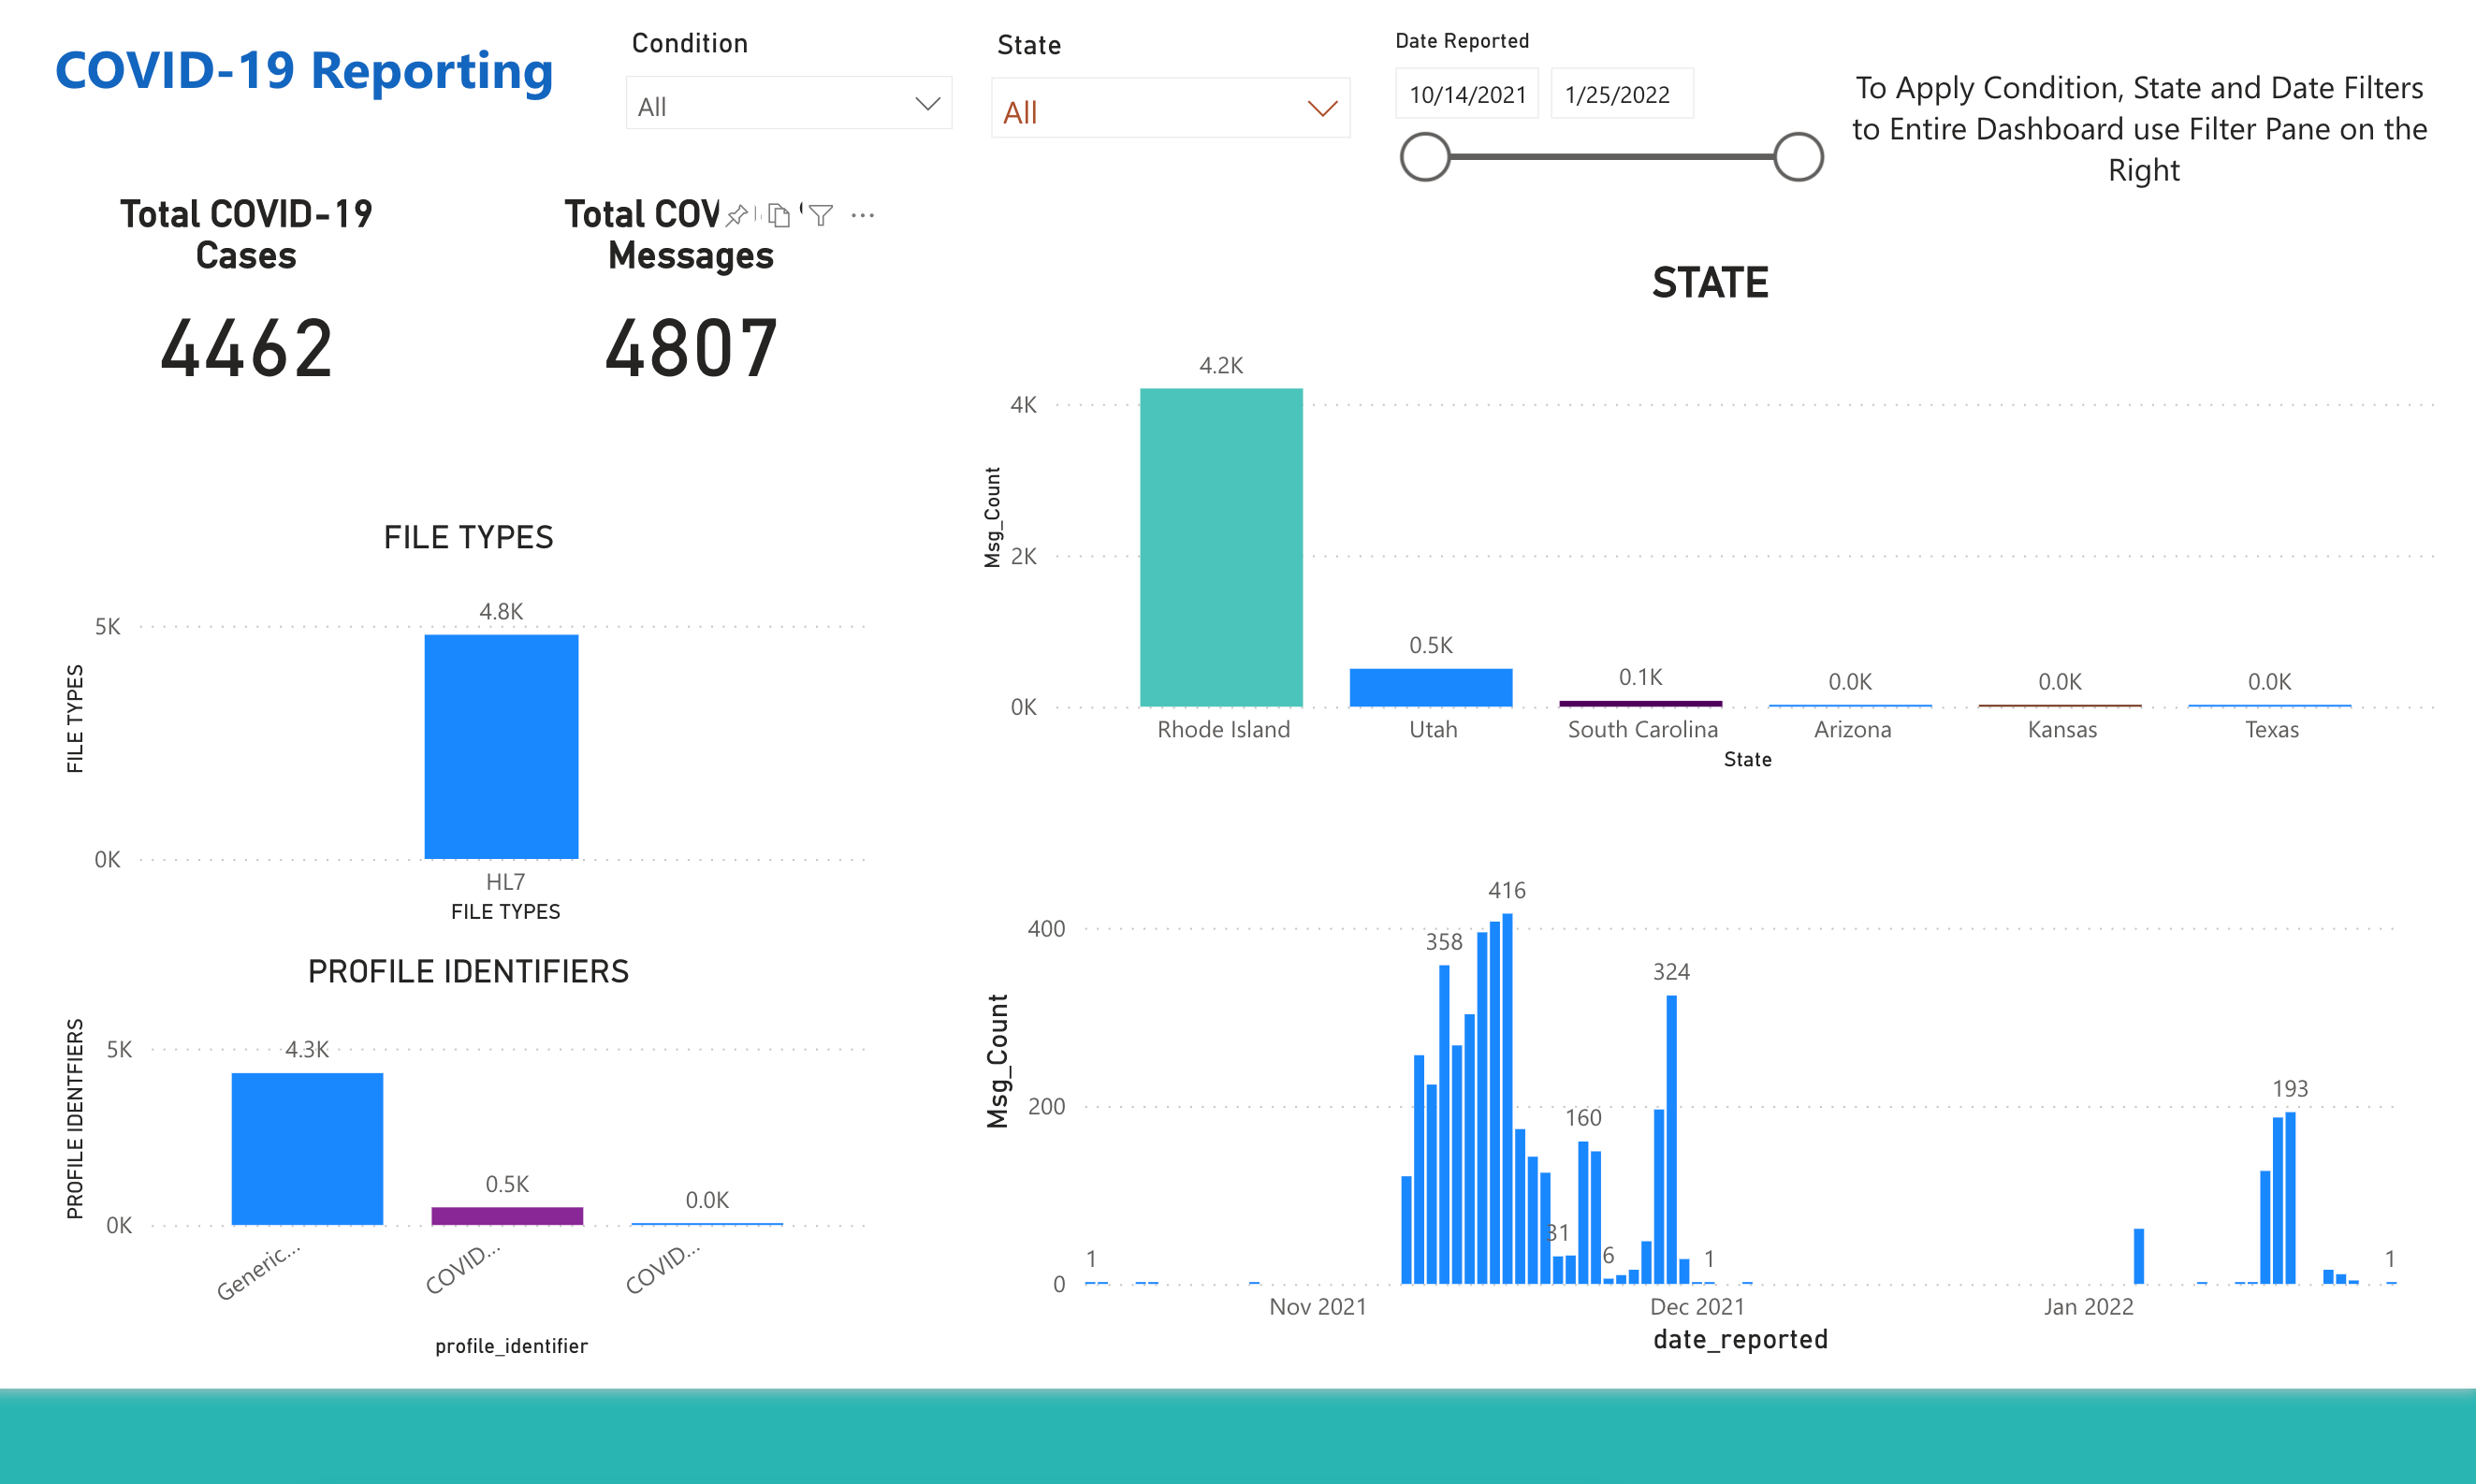 COVID-19 Reporting
Condition
All
State
All
Date Reported
10/14/2021
1/25/2022
To Apply Condition, State and Date Filters
to Entire Dashboard use Filter Pane on the
Right
Total COVID-19
Cases
4462
Total COV
Messages
4807
STATE
Msg_Count
4K
2K
0K
4.2K
0.5K
0.1K
0.0K
0.0K
0.0K
Rhode Island
Utah
South Carolina
Arizona
Kansas
Texas
State
FILE TYPES
FILE TYPES
5K
0K
4.8K
HL7
FILE TYPES
PROFILE IDENTIFIERS
PROFILE IDENTIFIERS
5K
0K
4.3K
0.5K
0.0K
Generic...
COVID...
COVID...
profile_identifier
Msg_Count
400
200
0
1
358
416
31
160
6
324
1
193
1
Nov 2021
Dec 2021
Jan 2022
date_reported